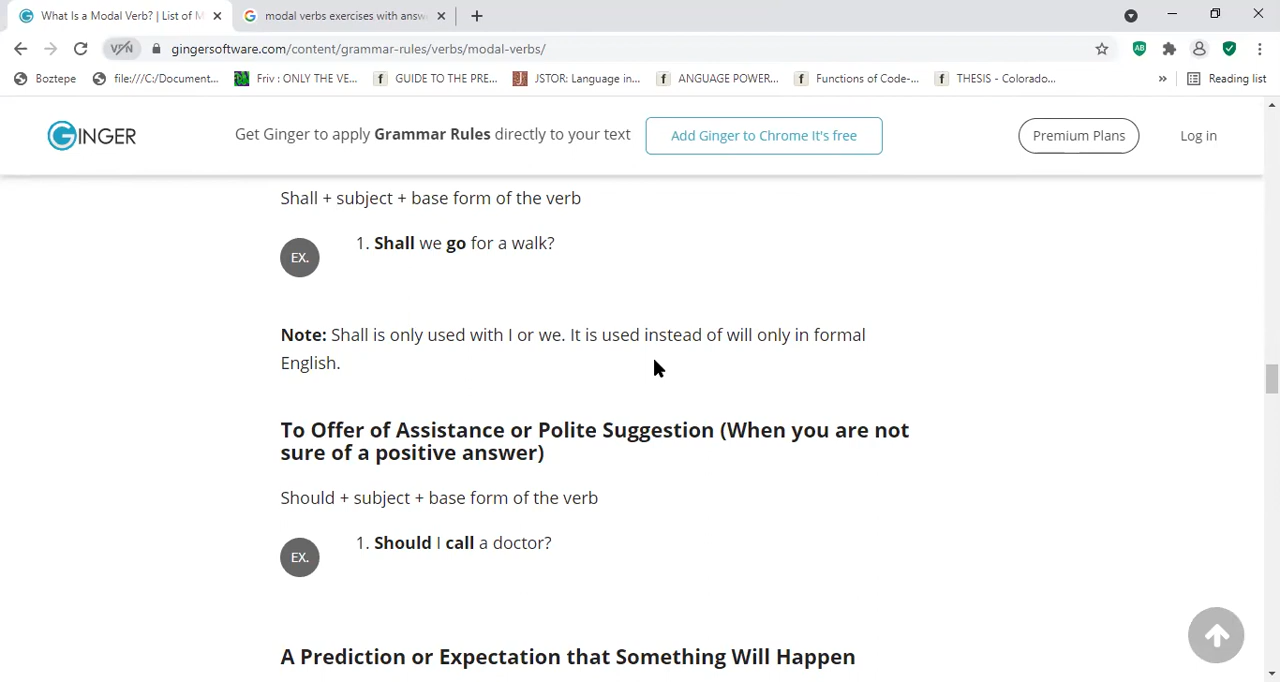 What Is a Modal Verb? | List of M
modal verbs exercises with answ
VPN
gingersoftware.com/content/grammar-rules/verbs/modal-verbs/
AB
Boztepe
file:///C:/Document...
Friv : ONLY THE VE...
GUIDE TO THE PRE...
JSTOR: Language in...
ANGUAGE POWER...
Functions of Code-...
THESIS - Colorado...
»
Reading list
GINGER
Get Ginger to apply Grammar Rules directly to your text
Add Ginger to Chrome It's free
Premium Plans
Log in
Shall + subject + base form of the verb
EX.
1. Shall we go for a walk?
Note: Shall is only used with I or we. It is used instead of will only in formal
English.
To Offer of Assistance or Polite Suggestion (When you are not
sure of a positive answer)
Should + subject + base form of the verb
EX.
1. Should I call a doctor?
A Prediction or Expectation that Something Will Happen